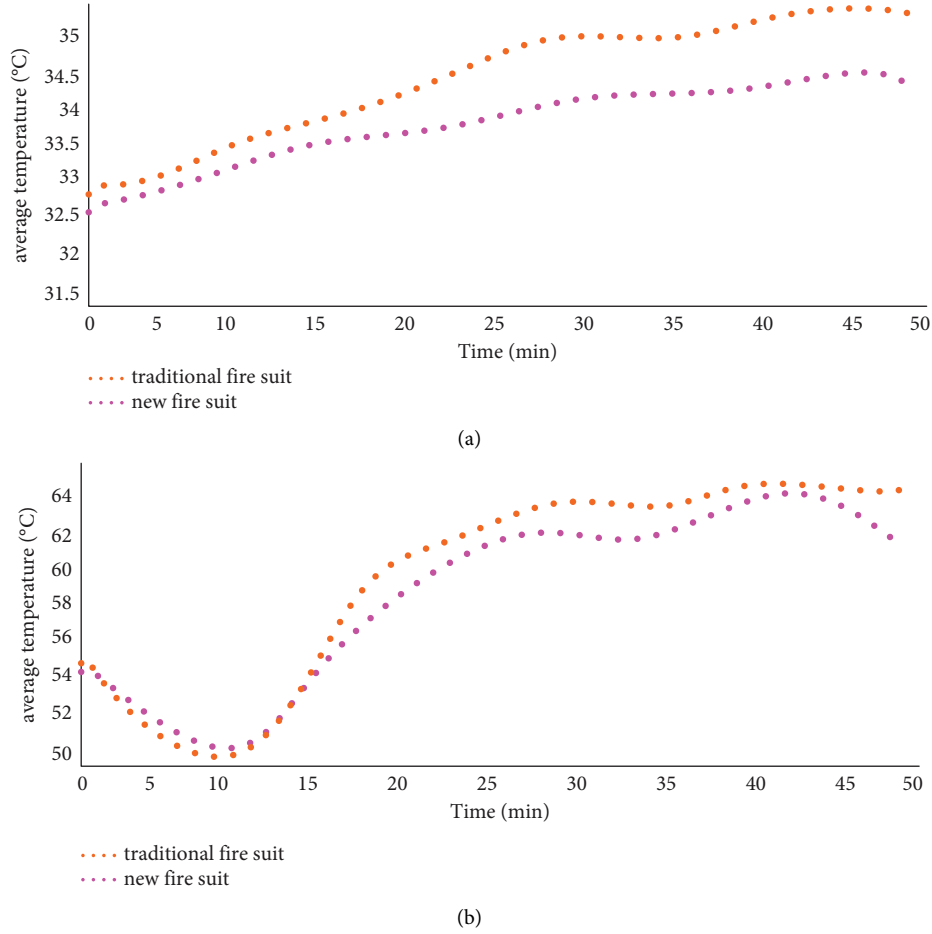 35
34.5
34
33.5
33
32.5
32
31.5
average temperature (°C)
0 5 10 15 20 25 30 35 40 45 50
Time (min)
traditional fire suit
new fire suit
(a)
64
62
60
58
56
54
52
50
average temperature (°C)
0 5 10 15 20 25 30 35 40 45 50
Time (min)
traditional fire suit
new fire suit
(b)